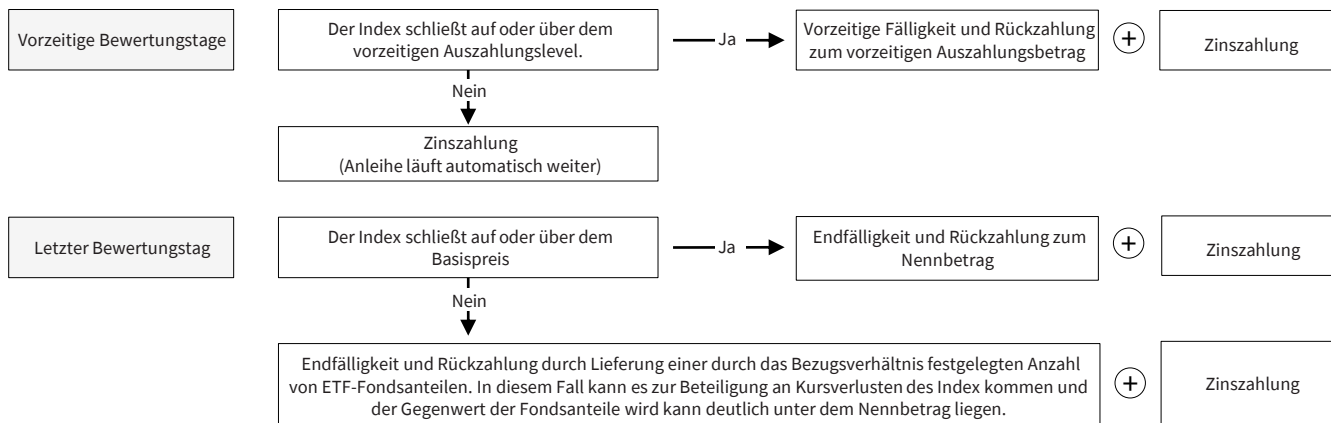 Vorzeitige Bewertungstage
Der Index schließt auf oder über dem
vorzeitigen Auszahlungslevel.
Ja
Vorzeitige Fälligkeit und Rückzahlung
zum vorzeitigen Auszahlungsbetrag
+
Zinszahlung
Nein
Zinszahlung
(Anleihe läuft automatisch weiter)
Letzter Bewertungstag
Der Index schließt auf oder über dem
Basispreis
Ja
Endfälligkeit und Rückzahlung zum
Nennbetrag
+
Zinszahlung
Nein
Endfälligkeit und Rückzahlung durch Lieferung einer durch das Bezugsverhältnis festgelegten Anzahl
von ETF-Fondsanteilen. In diesem Fall kann es zur Beteiligung an Kursverlusten des Index kommen und
der Gegenwert der Fondsanteile wird kann deutlich unter dem Nennbetrag liegen.
+
Zinszahlung